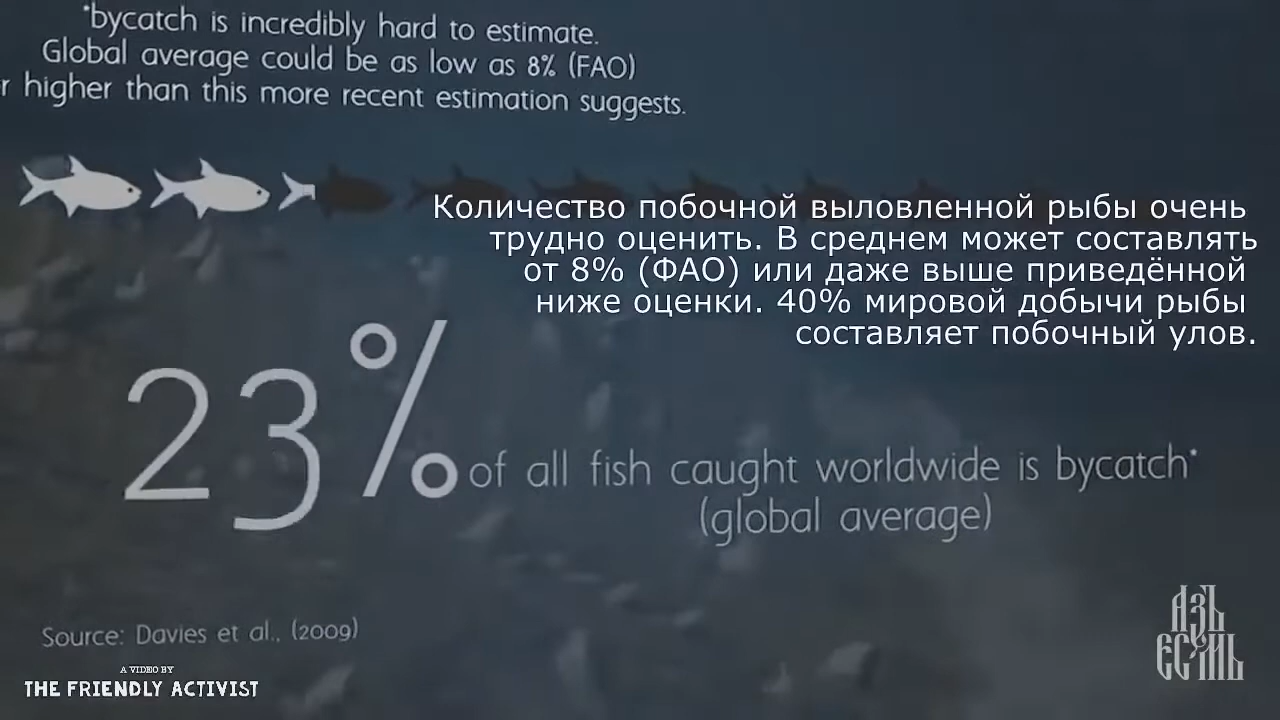 *bycatch is incredibly hard to estimate.
Global average could be as low as 8% (FAO)
r higher than this more recent estimation suggests.
Количество побочной выловленной рыбы очень
трудно оценить. В среднем может составлять
от 8% (ФАО) или даже выше приведённой
ниже оценки. 40% мировой добычи рыбы
составляет побочный улов.
23% of all fish caught worldwide is bycatch*
(global average)
Source: Davies et al., (2009)
A VIDEO BY
THE FRIENDLY ACTIVIST
АЗЪ
ЕСМЬ